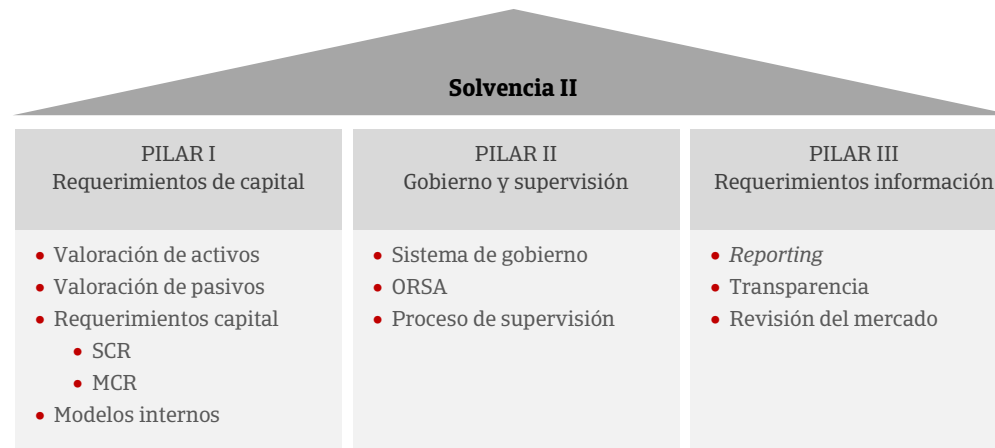 Solvencia II
PILAR I
Requerimientos de capital
• Valoración de activos
• Valoración de pasivos
• Requerimientos capital
• SCR
• MCR
• Modelos internos
PILAR II
Gobierno y supervisión
• Sistema de gobierno
• ORSA
• Proceso de supervisión
PILAR III
Requerimientos información
• Reporting
• Transparencia
• Revisión del mercado